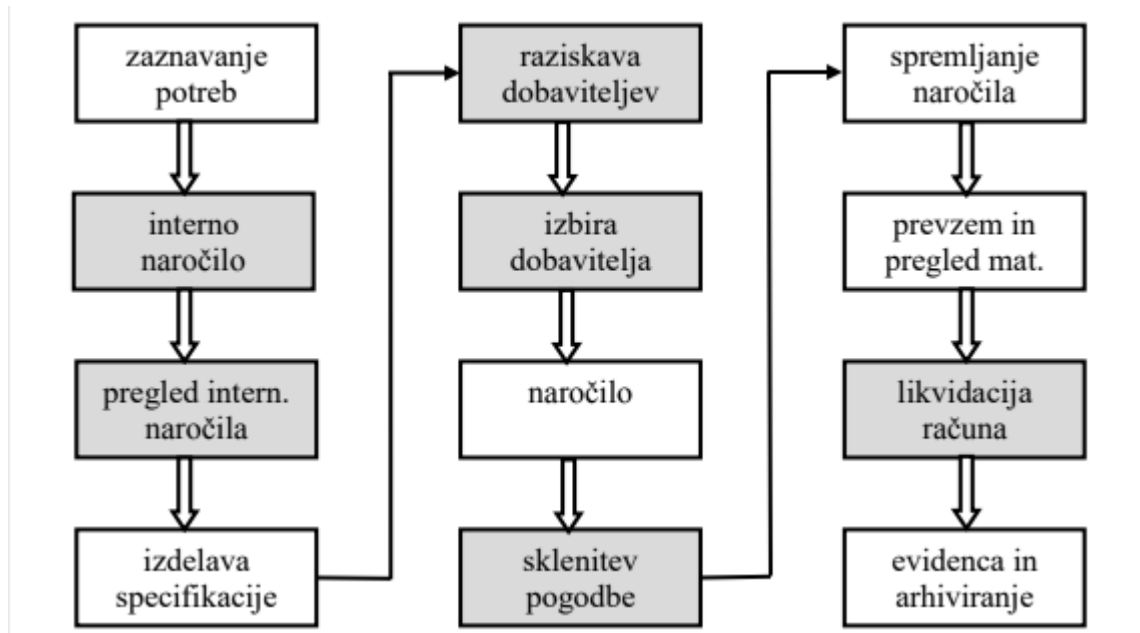 zaznavanje
potreb
interno
naročilo
pregled intern.
naročila
izdelava
specifikacije
raziskava
dobaviteljev
izbira
dobavitelja
naročilo
sklenitev
pogodbe
spremljanje
naročila
prevzem in
pregled mat.
likvidacija
računa
evidenca in
arhiviranje